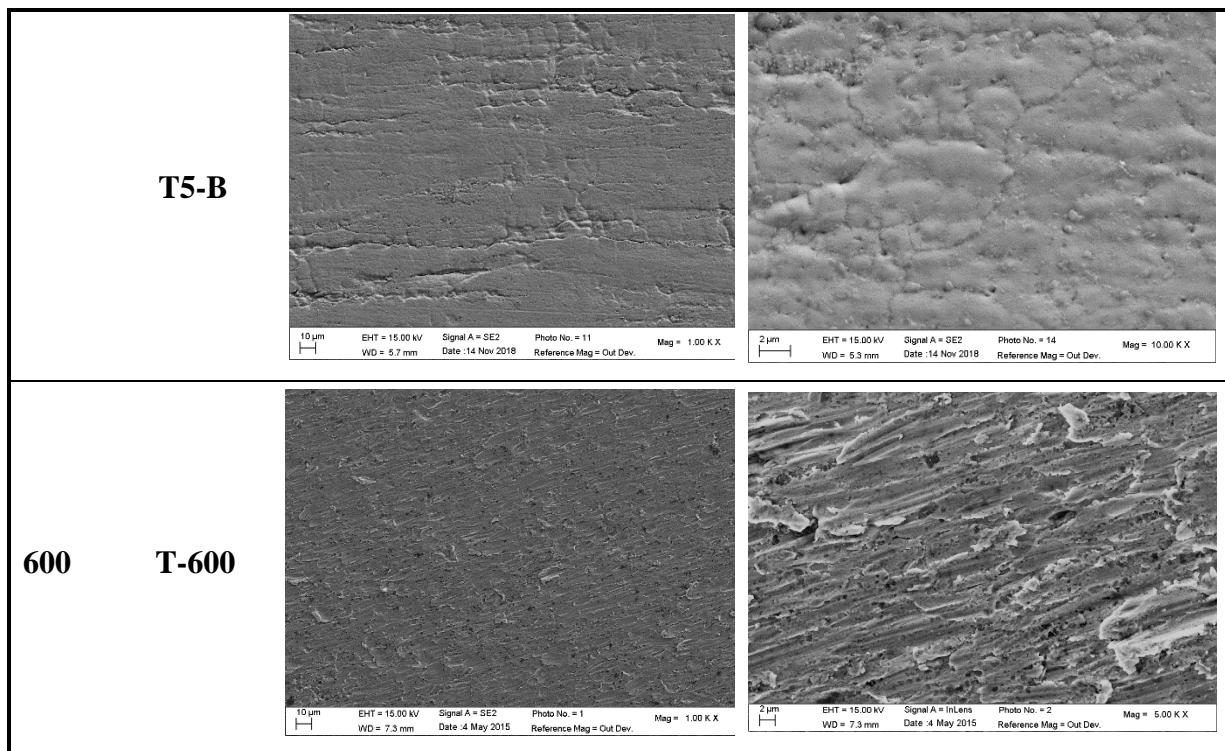 T5-B
10 µm EHT = 15.00 kV Signal A = SE2 Photo No. = 11 Mag = 1.00 K X
WD = 5.7 mm Date :14 Nov 2018 Reference Mag = Out Dev.
2 µm EHT = 15.00 kV Signal A = SE2 Photo No. = 14 Mag = 10.00 K X
WD = 5.3 mm Date :14 Nov 2018 Reference Mag = Out Dev.
600 T-600
10 µm EHT = 15.00 kV Signal A = SE2 Photo No. = 1 Mag = 1.00 K X
WD = 7.3 mm Date :4 May 2015 Reference Mag = Out Dev.
2 µm EHT = 15.00 kV Signal A = InLens Photo No. = 2 Mag = 5.00 K X
WD = 7.3 mm Date :4 May 2015 Reference Mag = Out Dev.